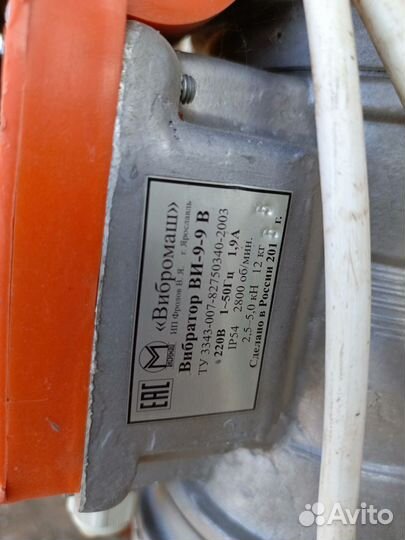 «Вибромаш»
ИП Фролов Н.Я. г. Ярославль
Вибратор ВИ-9-9 В
ТУ 3343-007-82750340-2003
220В 1~50Гц 1,9А
IP54 2800 об/мин.
2,5-5,0 кН 12 кг
Сделано в России 201 г.
ЕАС
М
Avito